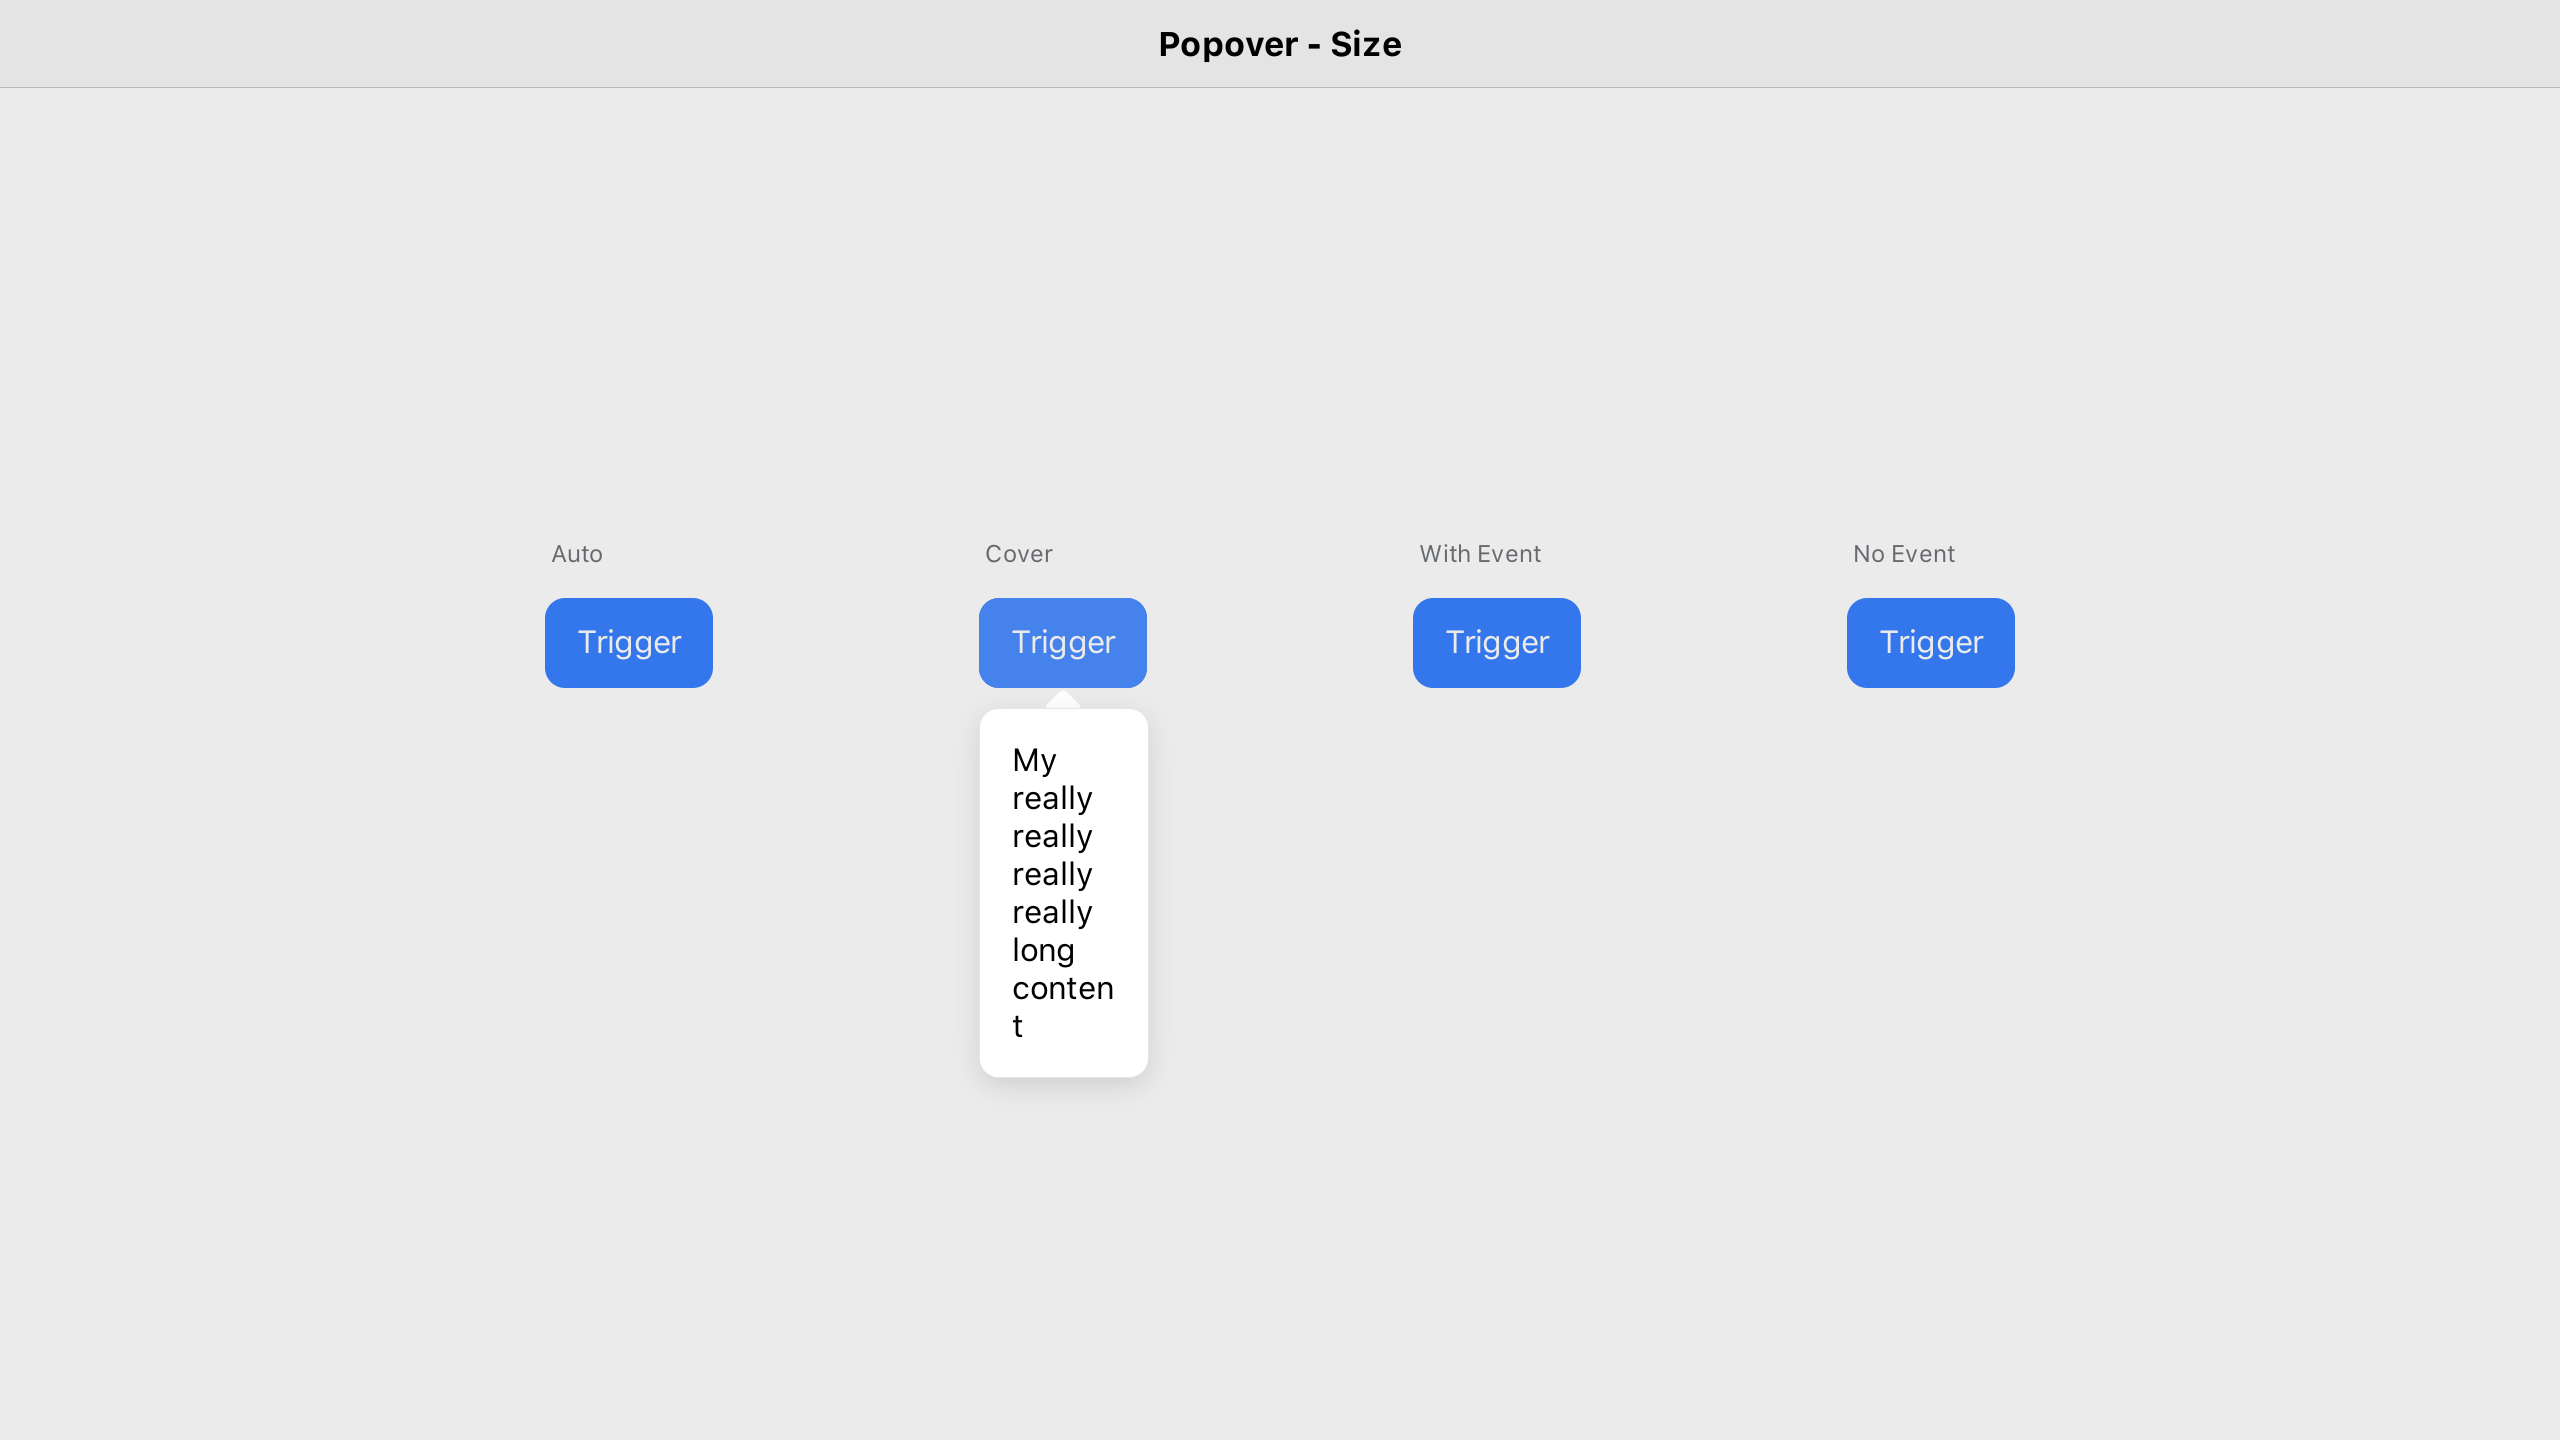 Popover - Size
Auto
Cover
With Event
No Event
Trigger
Trigger
Trigger
Trigger
My
really
really
really
really
long
conten
t